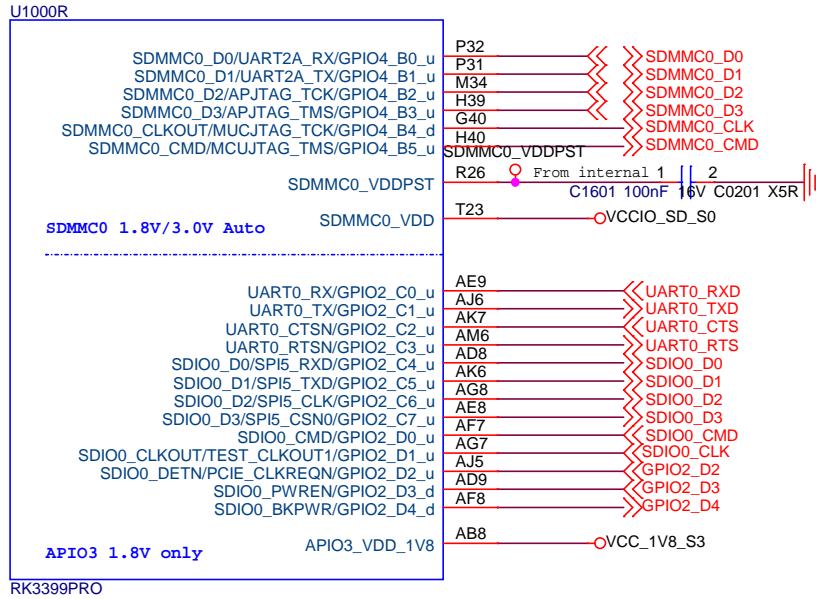 U1000R
SDMMC0_D0/UART2A_RX/GPIO4_B0_u P32 SDMMC0_D0
SDMMC0_D1/UART2A_TX/GPIO4_B1_u P31 SDMMC0_D1
SDMMC0_D2/APJTAG_TCK/GPIO4_B2_u M34 SDMMC0_D2
SDMMC0_D3/APJTAG_TMS/GPIO4_B3_u H39 SDMMC0_D3
SDMMC0_CLKOUT/MUCJTAG_TCK/GPIO4_B4_d G40 SDMMC0_CLK
SDMMC0_CMD/MCUJTAG_TMS/GPIO4_B5_u H40 SDMMC0_CMD
SDMMC0_VDDPST
SDMMC0_VDDPST R26 From internal 1 2
C1601 100nF 16V C0201 X5R
SDMMC0_VDD T23 VCCIO_SD_S0
SDMMC0 1.8V/3.0V Auto
UART0_RX/GPIO2_C0_u AE9 UART0_RXD
UART0_TX/GPIO2_C1_u AJ6 UART0_TXD
UART0_CTSN/GPIO2_C2_u AK7 UART0_CTS
UART0_RTSN/GPIO2_C3_u AM6 UART0_RTS
SDIO0_D0/SPI5_RXD/GPIO2_C4_u AD8 SDIO0_D0
SDIO0_D1/SPI5_TXD/GPIO2_C5_u AK6 SDIO0_D1
SDIO0_D2/SPI5_CLK/GPIO2_C6_u AG8 SDIO0_D2
SDIO0_D3/SPI5_CSN0/GPIO2_C7_u AE8 SDIO0_D3
SDIO0_CMD/GPIO2_D0_u AF7 SDIO0_CMD
SDIO0_CLKOUT/TEST_CLKOUT1/GPIO2_D1_u AG7 SDIO0_CLK
SDIO0_DETN/PCIE_CLKREQN/GPIO2_D2_u AJ5 GPIO2_D2
SDIO0_PWREN/GPIO2_D3_d AD9 GPIO2_D3
SDIO0_BKPWR/GPIO2_D4_d AF8 GPIO2_D4
APIO3_VDD_1V8 AB8 VCC_1V8_S3
APIO3 1.8V only
RK3399PRO